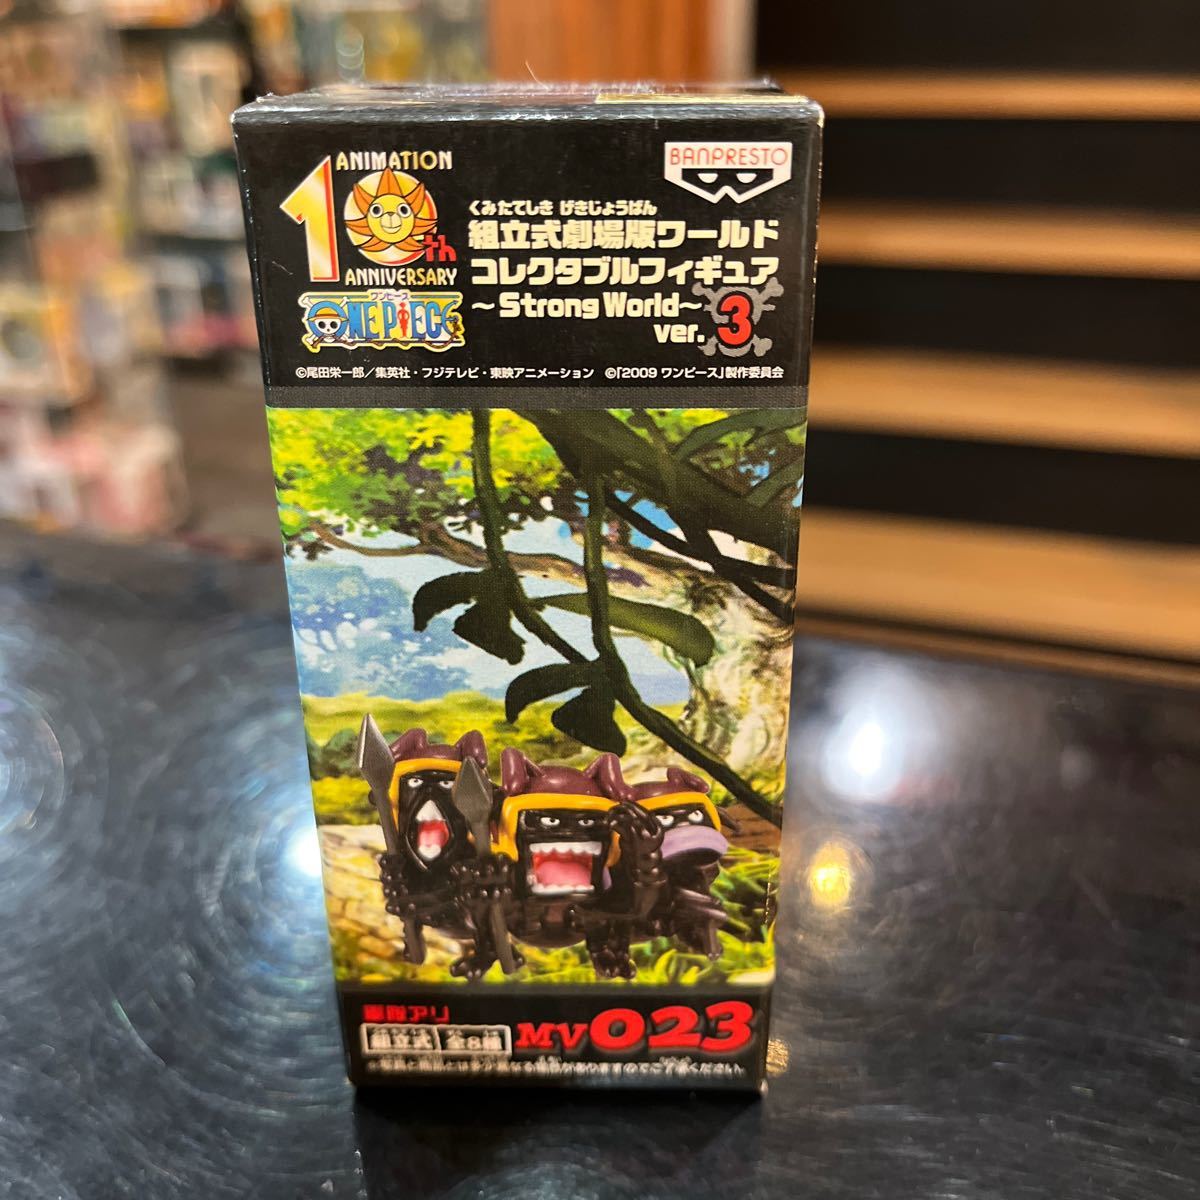 ANIMATION
10th
ANNIVERSARY
ワンピース
ONE PIECE
BANPRESTO
くみたてしき げきじょうばん
組立式劇場版ワールド
コレクタブルフィギュア
～Strong World～
ver. 3
©尾田栄一郎／集英社・フジテレビ・東映アニメーション ©「2009 ワンピース」製作委員会
軍隊アリ
組立式 全8種
MV023